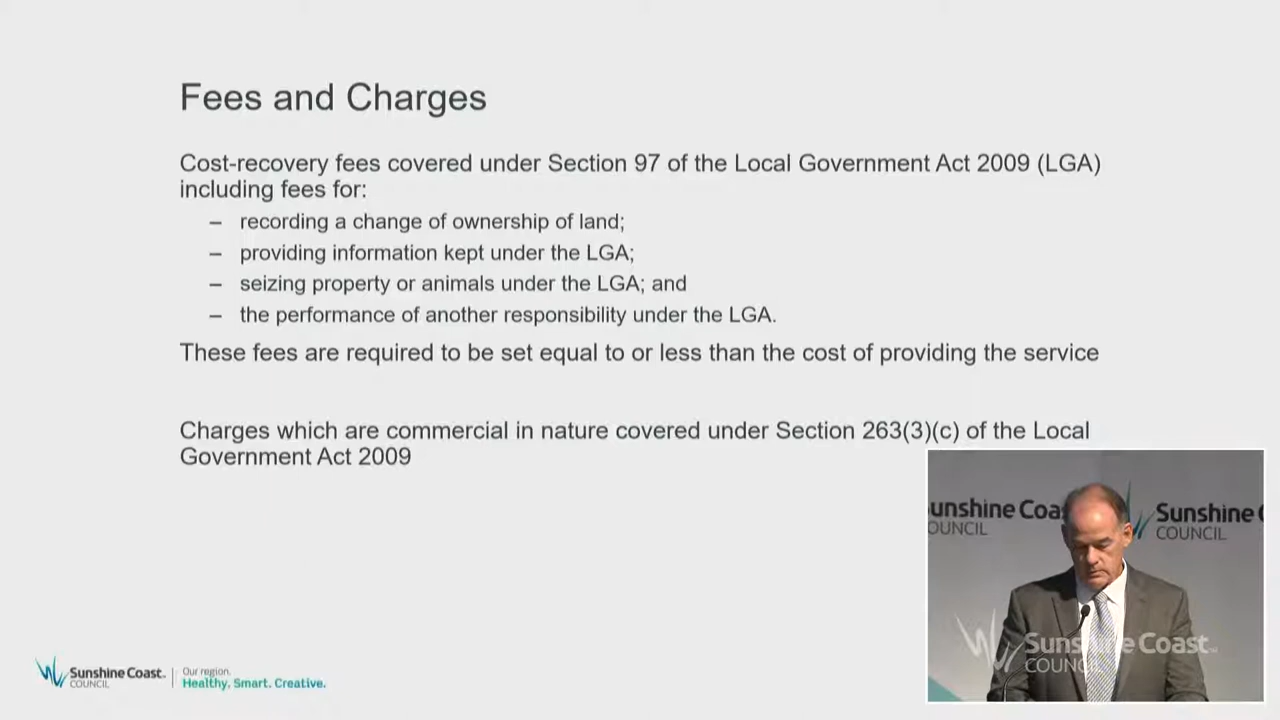 Fees and Charges
Cost-recovery fees covered under Section 97 of the Local Government Act 2009 (LGA)
including fees for:
– recording a change of ownership of land;
– providing information kept under the LGA;
– seizing property or animals under the LGA; and
– the performance of another responsibility under the LGA.
These fees are required to be set equal to or less than the cost of providing the service
Charges which are commercial in nature covered under Section 263(3)(c) of the Local
Government Act 2009
unshine Coa
OUNCIL
Sunshine C
COUNCIL
Sunshine Coast
COUNCIL
Sunshine Coast.
COUNCIL
Our region.
Healthy. Smart. Creative.